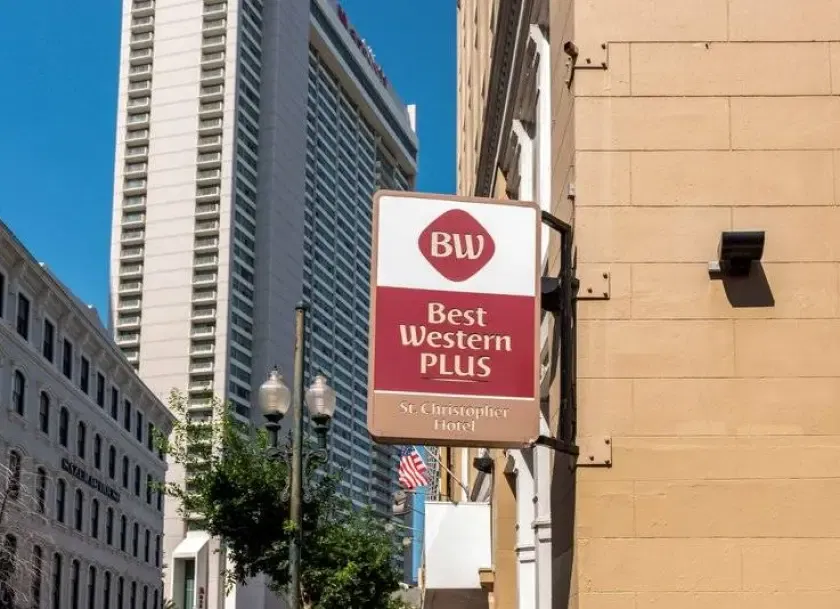 BW
Best
Western
PLUS
St. Christopher
Hotel